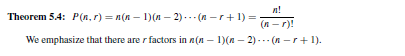 Theorem 5.4: P(n, r) = n(n − 1)(n − 2) ⋯ (n − r + 1) = n! / (n − r)!
We emphasize that there are r factors in n(n − 1)(n − 2) ⋯ (n − r + 1).